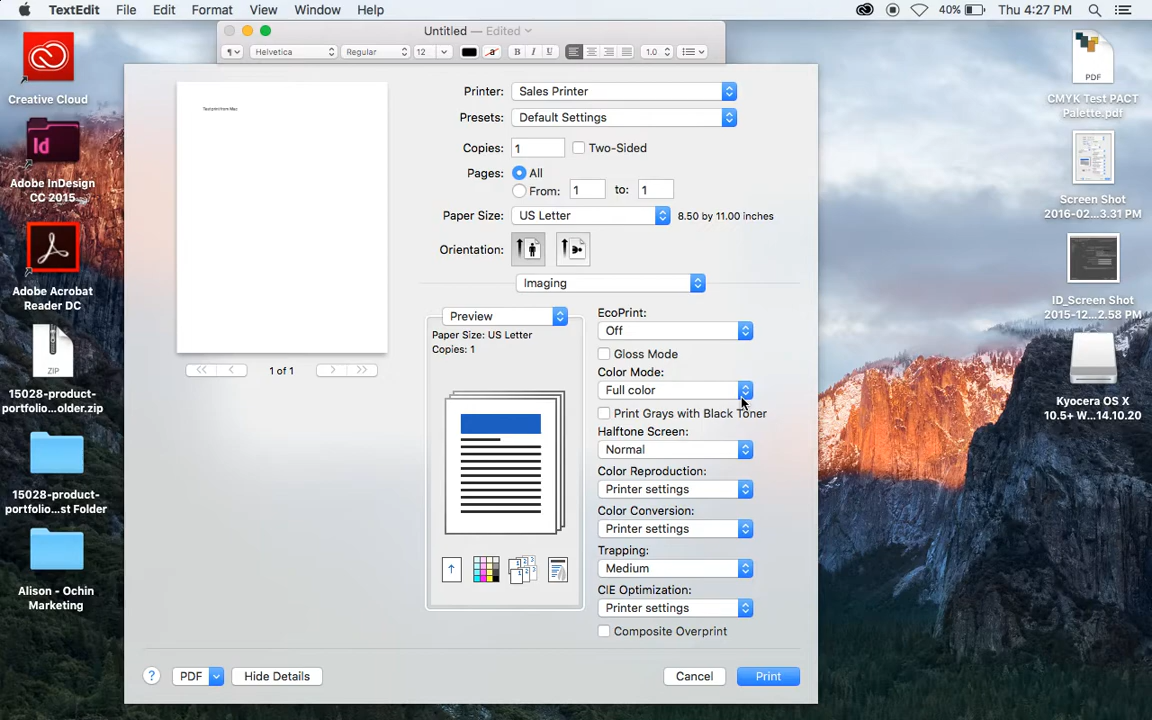 TextEdit File Edit Format View Window Help 40% Thu 4:27 PM
Untitled — Edited
Helvetica Regular 12 B I U 1.0
Creative Cloud
Id
Adobe InDesign
CC 2015
Adobe Acrobat
Reader DC
ZIP
15028-product-
portfolio...older.zip
15028-product-
portfolio...st Folder
Alison - Ochin
Marketing
Test print from Mac
1 of 1
Printer: Sales Printer
Presets: Default Settings
Copies: 1 Two-Sided
Pages: All
From: 1 to: 1
Paper Size: US Letter 8.50 by 11.00 inches
Orientation:
Imaging
Preview
Paper Size: US Letter
Copies: 1
EcoPrint:
Off
Gloss Mode
Color Mode:
Full color
Print Grays with Black Toner
Halftone Screen:
Normal
Color Reproduction:
Printer settings
Color Conversion:
Printer settings
Trapping:
Medium
CIE Optimization:
Printer settings
Composite Overprint
? PDF Hide Details Cancel Print
PDF
CMYK Test PACT
Palette.pdf
Screen Shot
2016-02...3.31 PM
ID_Screen Shot
2015-12...2.58 PM
Kyocera OS X
10.5+ W...14.10.20